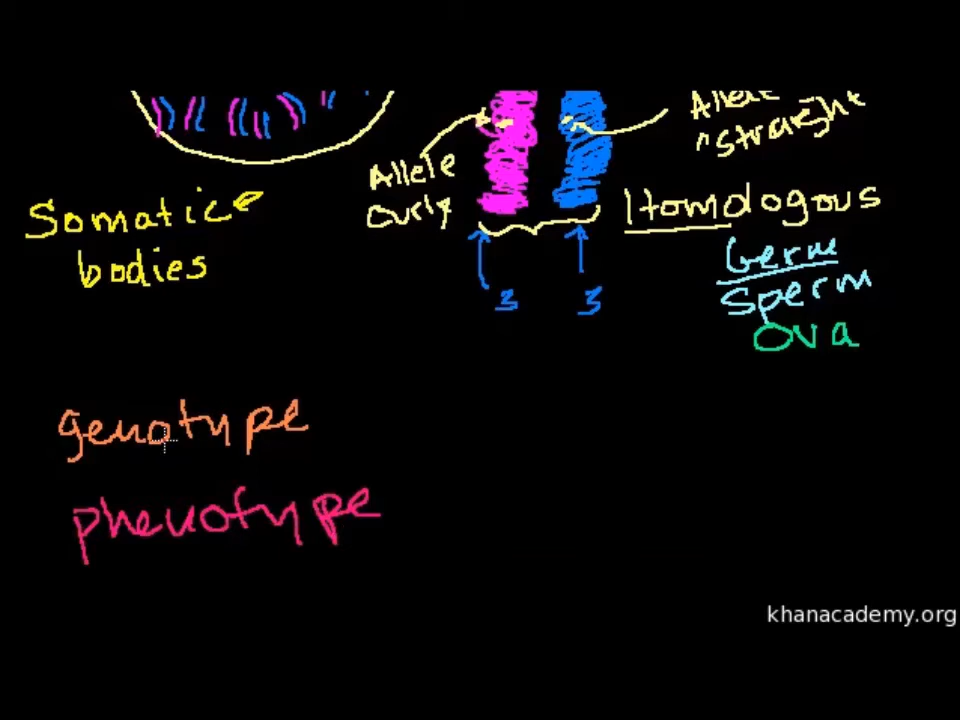 Allele
"straight"
Allele
curly
Somatic
bodies
Homologous
Germ
Sperm
Ova
3 3
genotype
phenotype
khanacademy.org